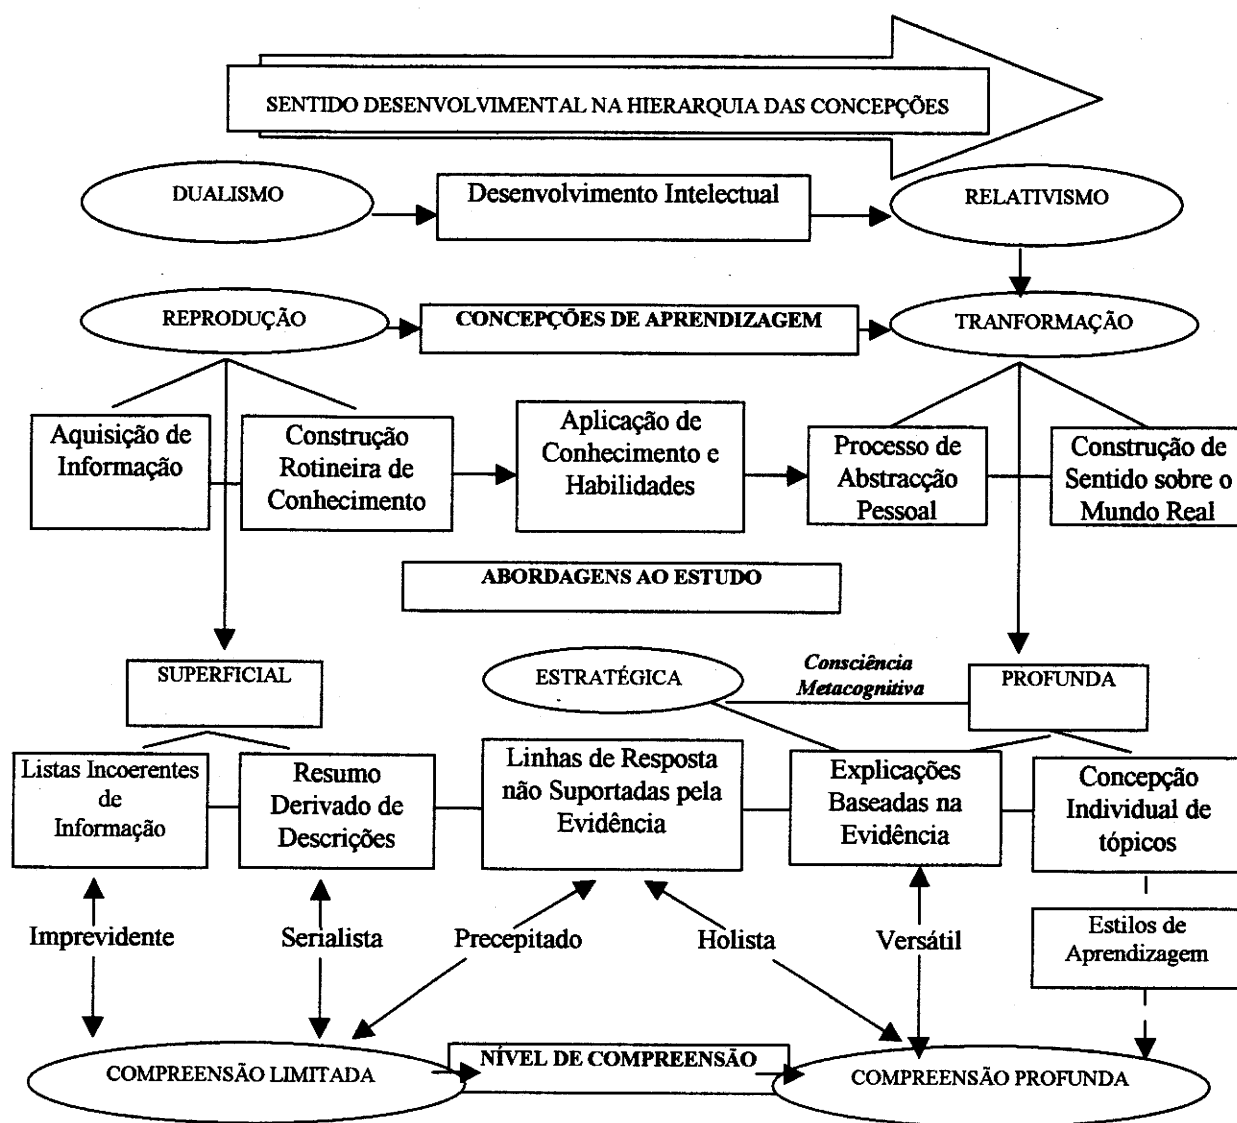 SENTIDO DESENVOLVIMENTAL NA HIERARQUIA DAS CONCEPÇÕES
DUALISMO
Desenvolvimento Intelectual
RELATIVISMO
REPRODUÇÃO
CONCEPÇÕES DE APRENDIZAGEM
TRANFORMAÇÃO
Aquisição de
Informação
Construção
Rotineira de
Conhecimento
Aplicação de
Conhecimento e
Habilidades
Processo de
Abstracção
Pessoal
Construção de
Sentido sobre o
Mundo Real
ABORDAGENS AO ESTUDO
SUPERFICIAL
ESTRATÉGICA
Consciência
Metacognitiva
PROFUNDA
Listas Incoerentes
de
Informação
Resumo
Derivado de
Descrições
Linhas de Resposta
não Suportadas pela
Evidência
Explicações
Baseadas na
Evidência
Concepção
Individual de
tópicos
Imprevidente
Serialista
Precepitado
Holista
Versátil
Estilos de
Aprendizagem
COMPREENSÃO LIMITADA
NÍVEL DE COMPREENSÃO
COMPREENSÃO PROFUNDA